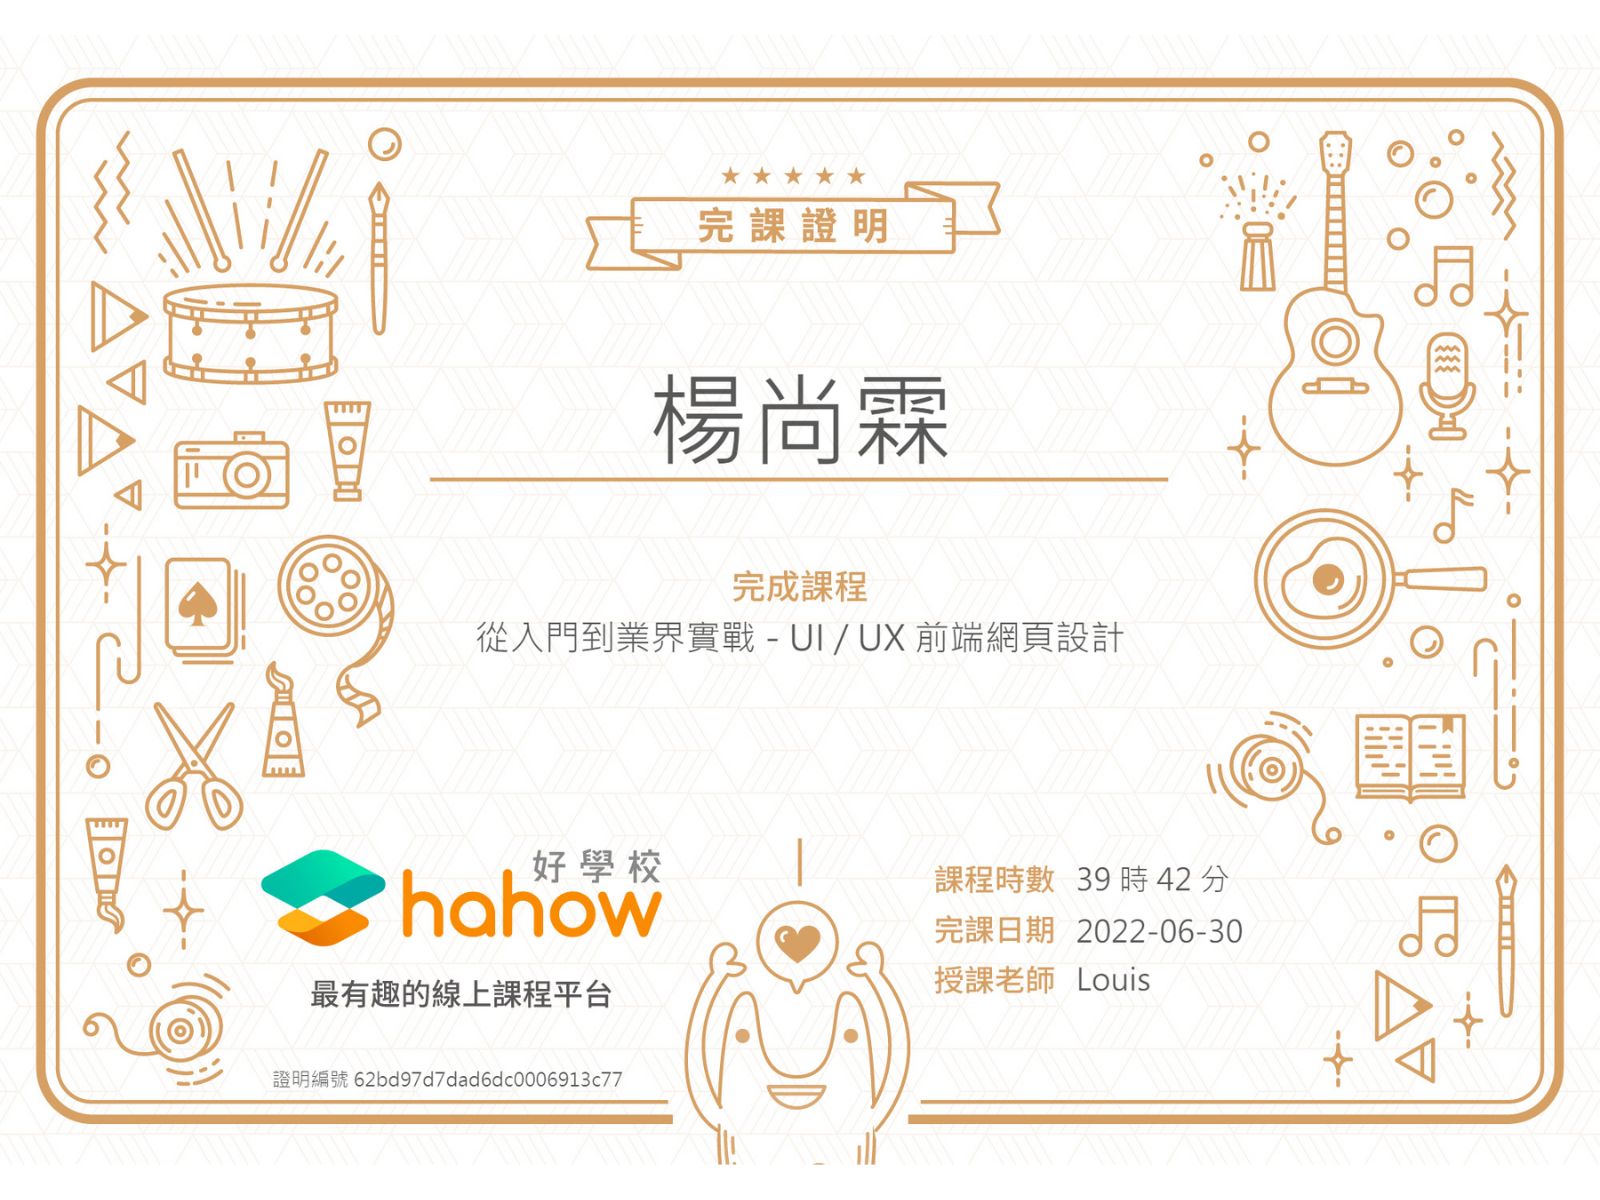 完課證明
楊尚霖
完成課程
從入門到業界實戰 - UI / UX 前端網頁設計
好學校
hahow
最有趣的線上課程平台
證明編號 62bd97d7dad6dc0006913c77
課程時數 39 時 42 分
完課日期 2022-06-30
授課老師 Louis